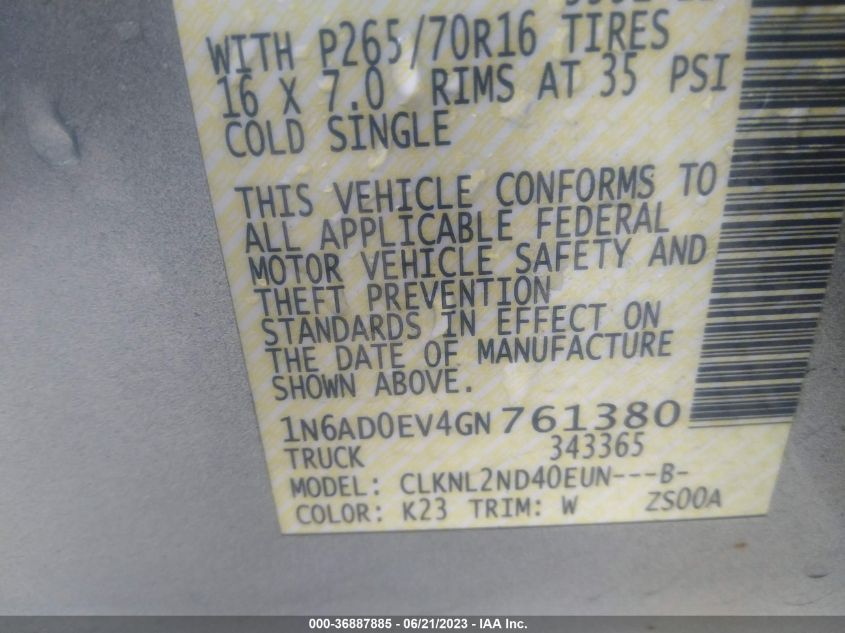 WITH P265/70R16 TIRES
16 X 7.0 RIMS AT 35 PSI
COLD SINGLE
THIS VEHICLE CONFORMS TO
ALL APPLICABLE FEDERAL
MOTOR VEHICLE SAFETY AND
THEFT PREVENTION
STANDARDS IN EFFECT ON
THE DATE OF MANUFACTURE
SHOWN ABOVE.
1N6AD0EV4GN 761380
TRUCK 343365
MODEL: CLKNL2ND40EUN---B-
COLOR: K23 TRIM: W ZS00A
000-36887885 - 06/21/2023 - IAA Inc.